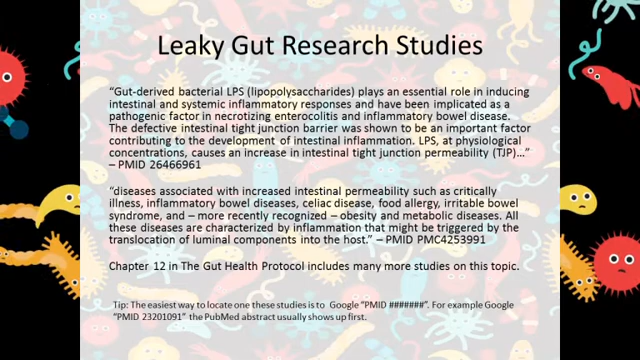 Leaky Gut Research Studies
“Gut-derived bacterial LPS (lipopolysaccharides) plays an essential role in inducing
intestinal and systemic inflammatory responses and have been implicated as a
pathogenic factor in necrotizing enterocolitis and inflammatory bowel disease.
The defective intestinal tight junction barrier was shown to be an important factor
contributing to the development of intestinal inflammation. LPS, at physiological
concentrations, causes an increase in intestinal tight junction permeability (TJP)…”
– PMID 26466961
“diseases associated with increased intestinal permeability such as critically
illness, inflammatory bowel diseases, celiac disease, food allergy, irritable bowel
syndrome, and – more recently recognized – obesity and metabolic diseases. All
these diseases are characterized by inflammation that might be triggered by the
translocation of luminal components into the host.” – PMID PMC4253991
Chapter 12 in The Gut Health Protocol includes many more studies on this topic.
Tip: The easiest way to locate one these studies is to Google “PMID #######”. For example Google
“PMID 23201091” the PubMed abstract usually shows up first.